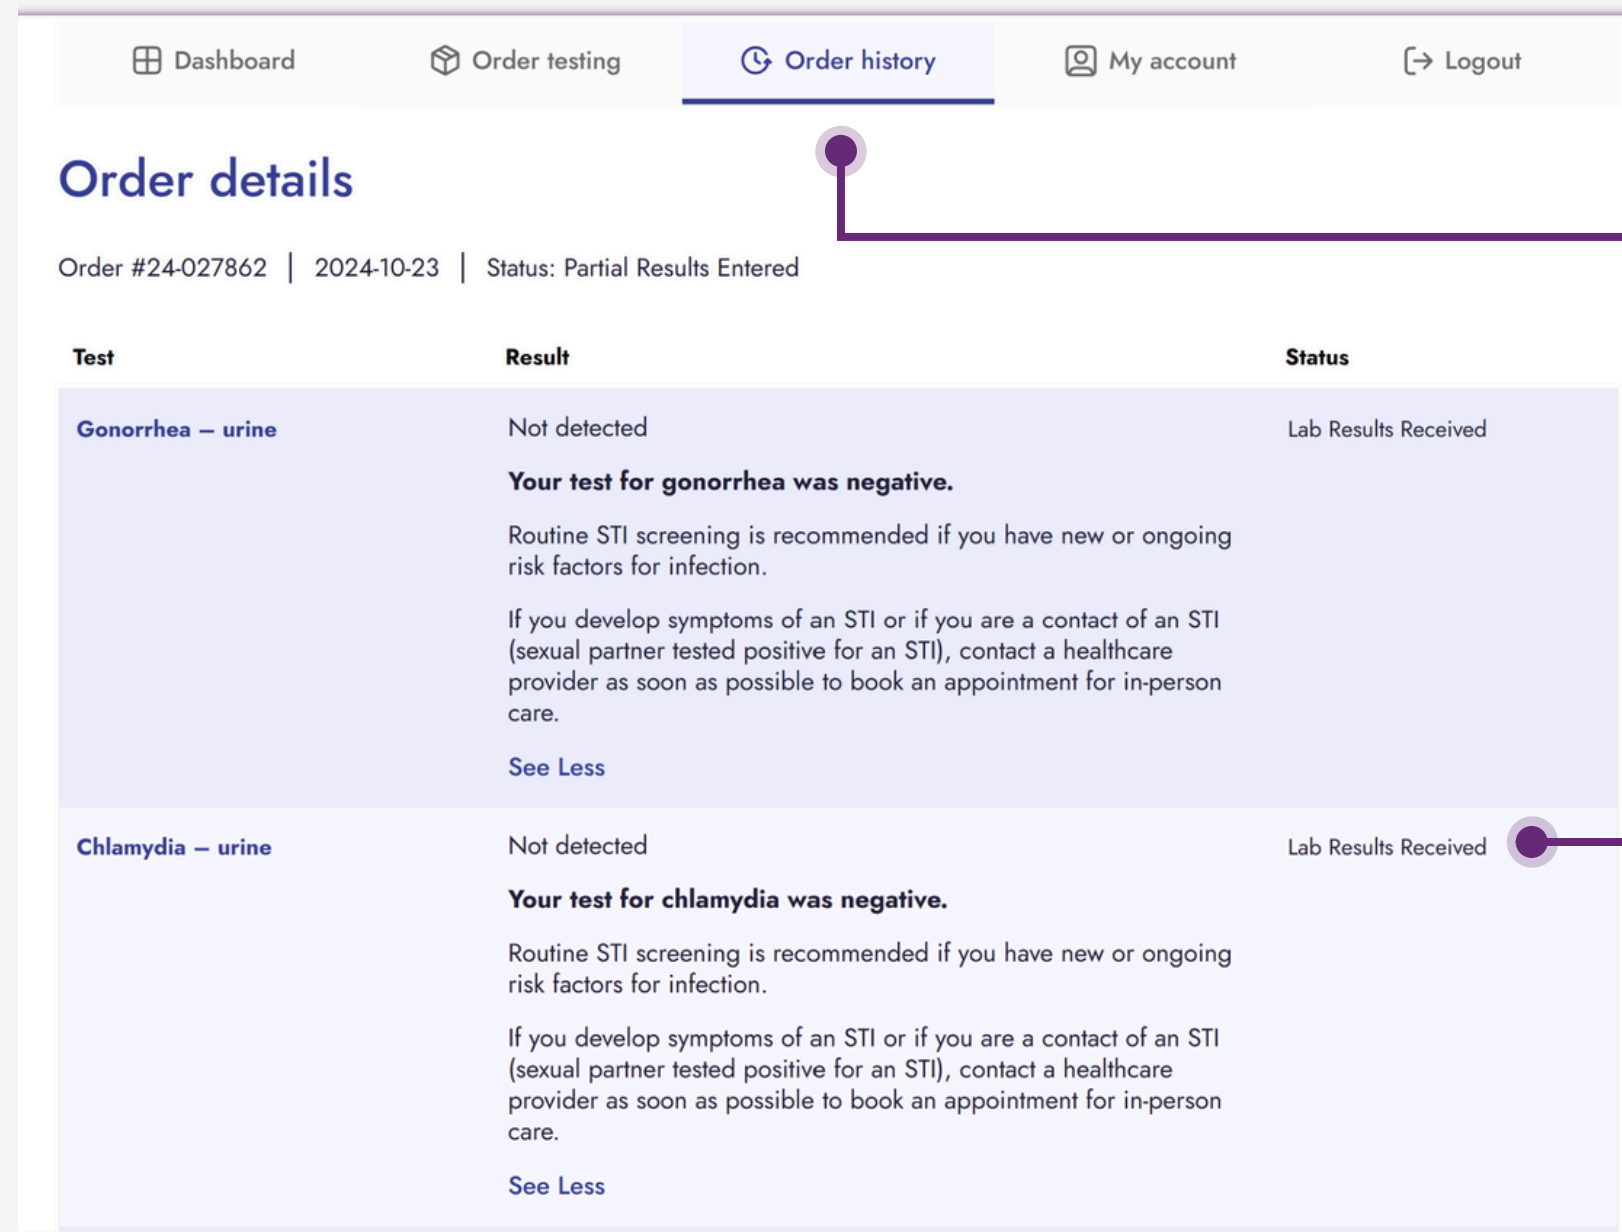 Dashboard Order testing Order history My account Logout
Order details
Order #24-027862 | 2024-10-23 | Status: Partial Results Entered
Test Result Status
Gonorrhea – urine Not detected Lab Results Received
Your test for gonorrhea was negative.
Routine STI screening is recommended if you have new or ongoing
risk factors for infection.
If you develop symptoms of an STI or if you are a contact of an STI
(sexual partner tested positive for an STI), contact a healthcare
provider as soon as possible to book an appointment for in-person
care.
See Less
Chlamydia – urine Not detected Lab Results Received
Your test for chlamydia was negative.
Routine STI screening is recommended if you have new or ongoing
risk factors for infection.
If you develop symptoms of an STI or if you are a contact of an STI
(sexual partner tested positive for an STI), contact a healthcare
provider as soon as possible to book an appointment for in-person
care.
See Less